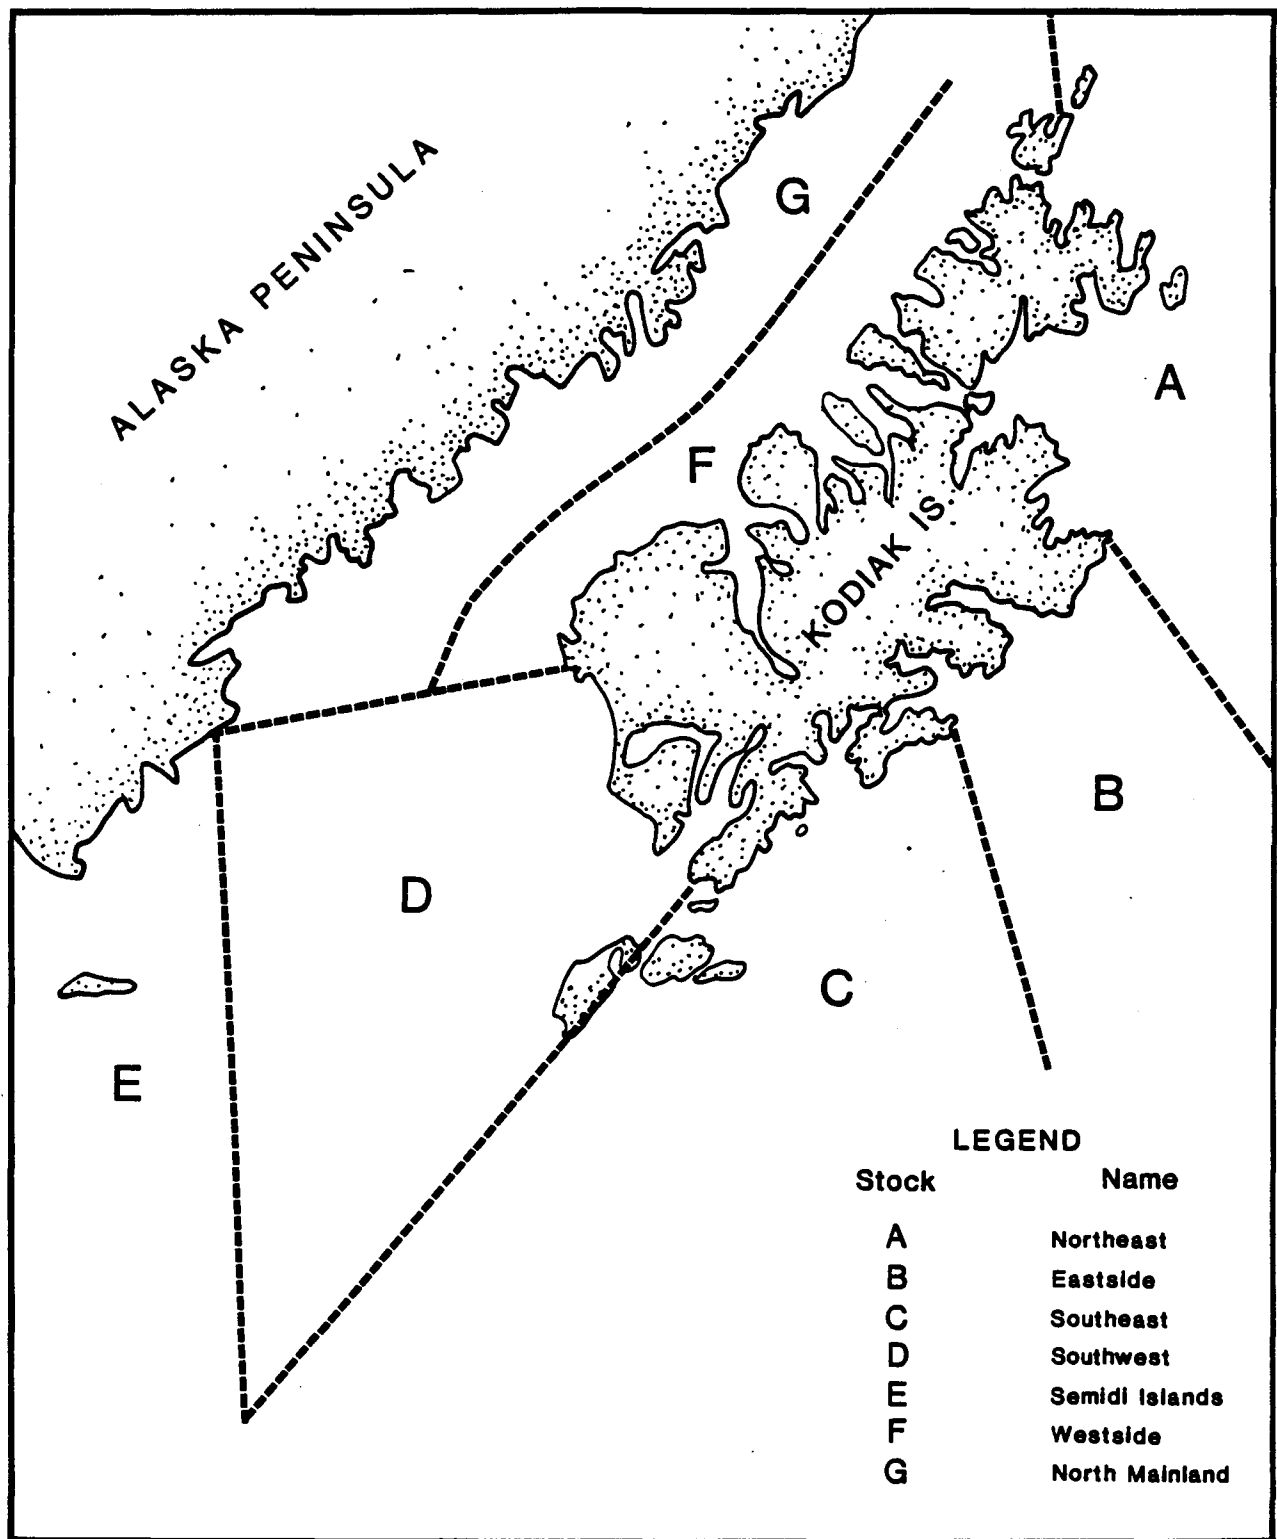 ALASKA PENINSULA
G
A
F
KODIAK IS.
B
D
C
E
LEGEND
Stock Name
A Northeast
B Eastside
C Southeast
D Southwest
E Semidi Islands
F Westside
G North Mainland